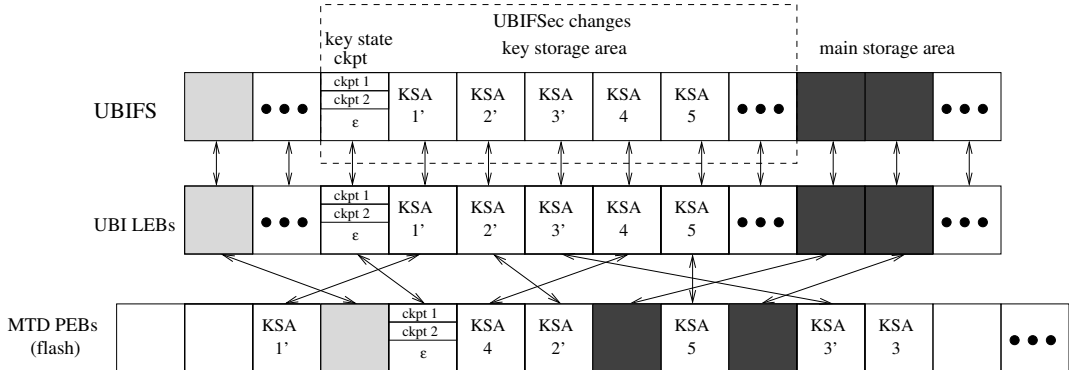 UBIFSec changes
key state
ckpt
key storage area
main storage area
UBIFS
ckpt 1
ckpt 2
ε
KSA
1'
KSA
2'
KSA
3'
KSA
4
KSA
5
UBI LEBs
ckpt 1
ckpt 2
ε
KSA
1'
KSA
2'
KSA
3'
KSA
4
KSA
5
MTD PEBs
(flash)
KSA
1'
ckpt 1
ckpt 2
ε
KSA
4
KSA
2'
KSA
5
KSA
3'
KSA
3